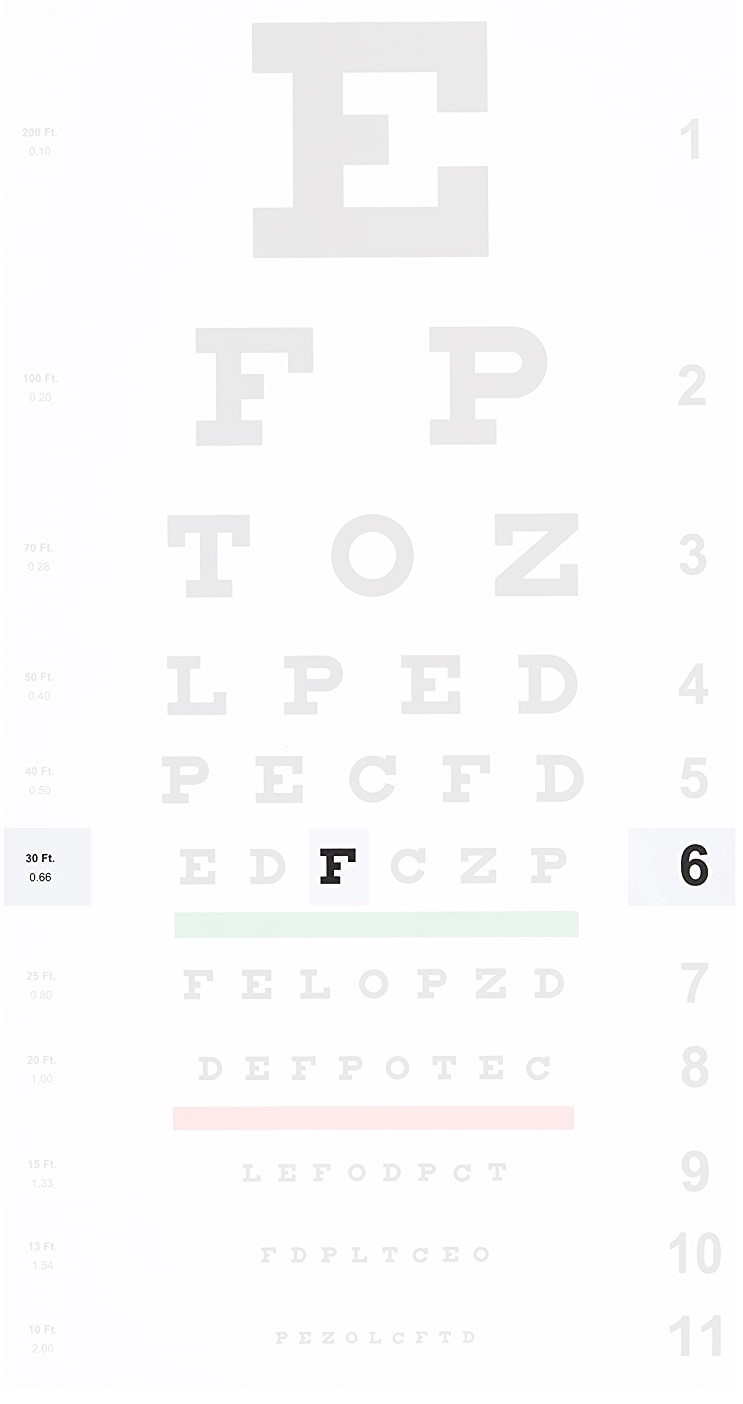 E
200 Ft.
0.10
1
F P
100 Ft.
0.20
2
T O Z
70 Ft.
0.28
3
L P E D
50 Ft.
0.40
4
P E C F D
40 Ft.
0.50
5
E D F C Z P
30 Ft.
0.66
6
F E L O P Z D
25 Ft.
0.80
7
D E F P O T E C
20 Ft.
1.00
8
L E F O D P C T
15 Ft.
1.33
9
F D P L T C E O
13 Ft.
1.54
10
P E Z O L C F T D
10 Ft.
2.00
11